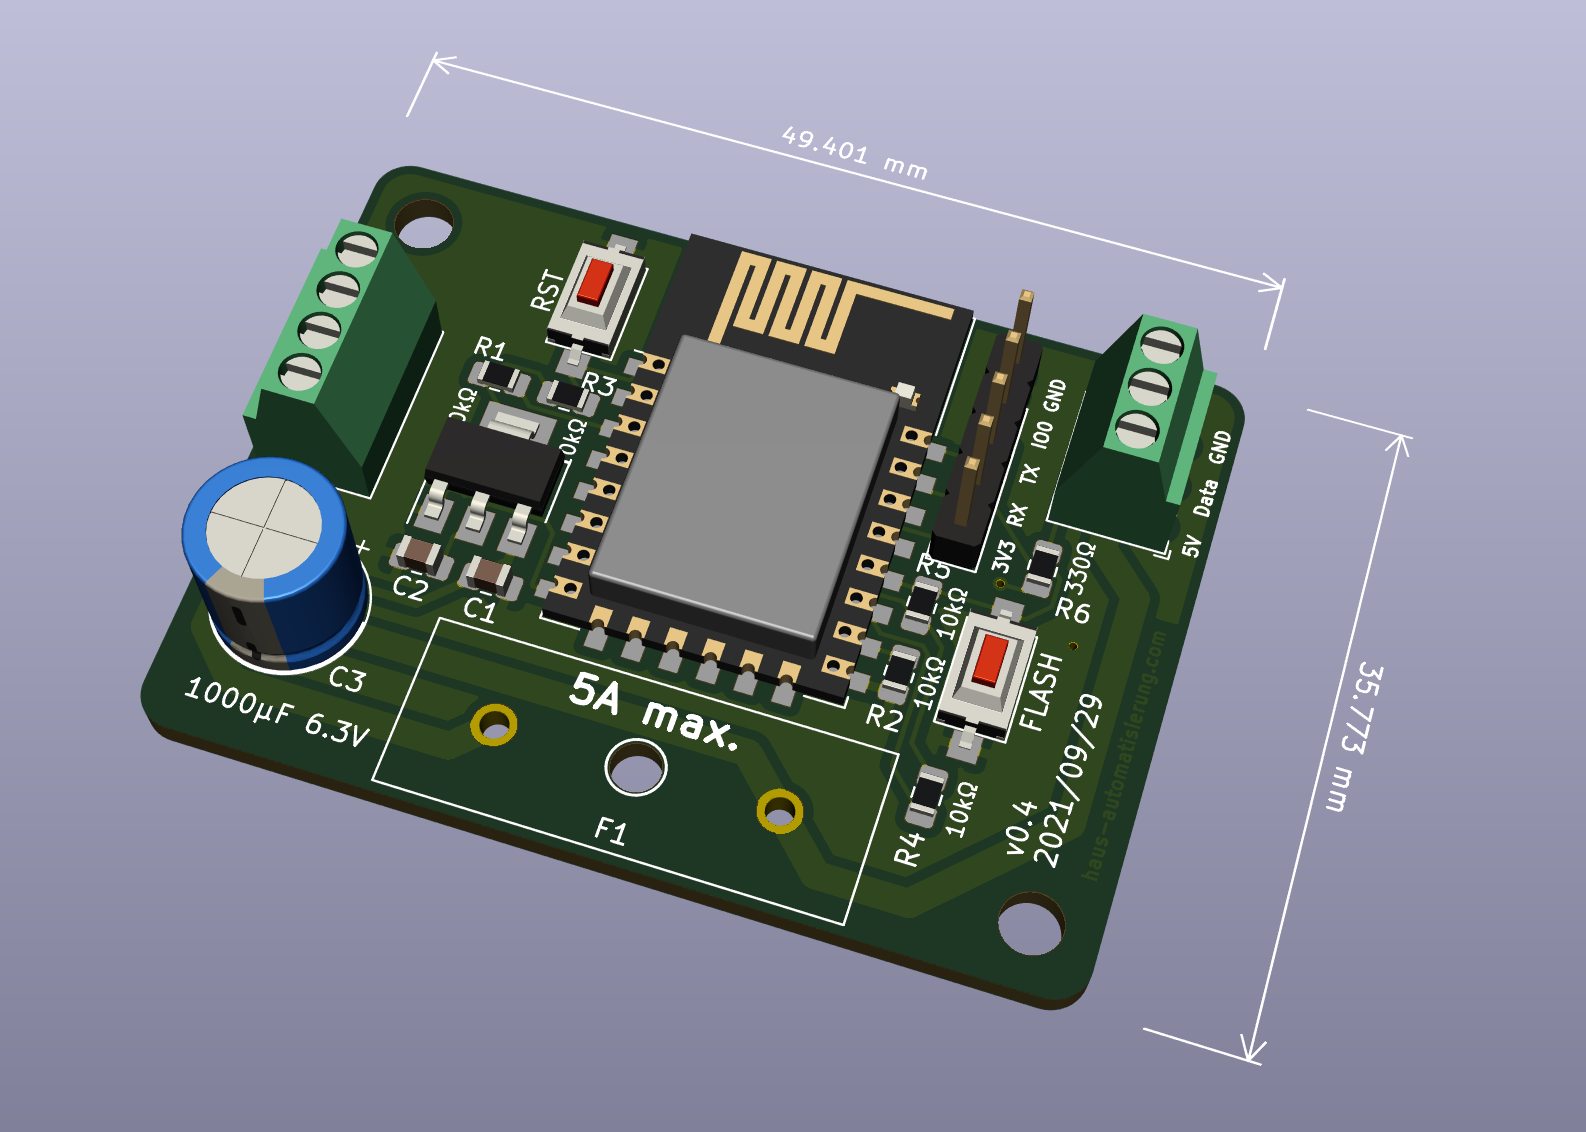 49.401 mm
RST
R1
R3
10kΩ
GND
IO0
TX
RX
3V3
GND
Data
5V
+
C2
C1
R5
10kΩ
330Ω
R6
C3
1000µF 6.3V
5A max.
10kΩ
R2
FLASH
35.773 mm
F1
R4
10kΩ
v0.4
2021/09/29
haus-automatisierung.com